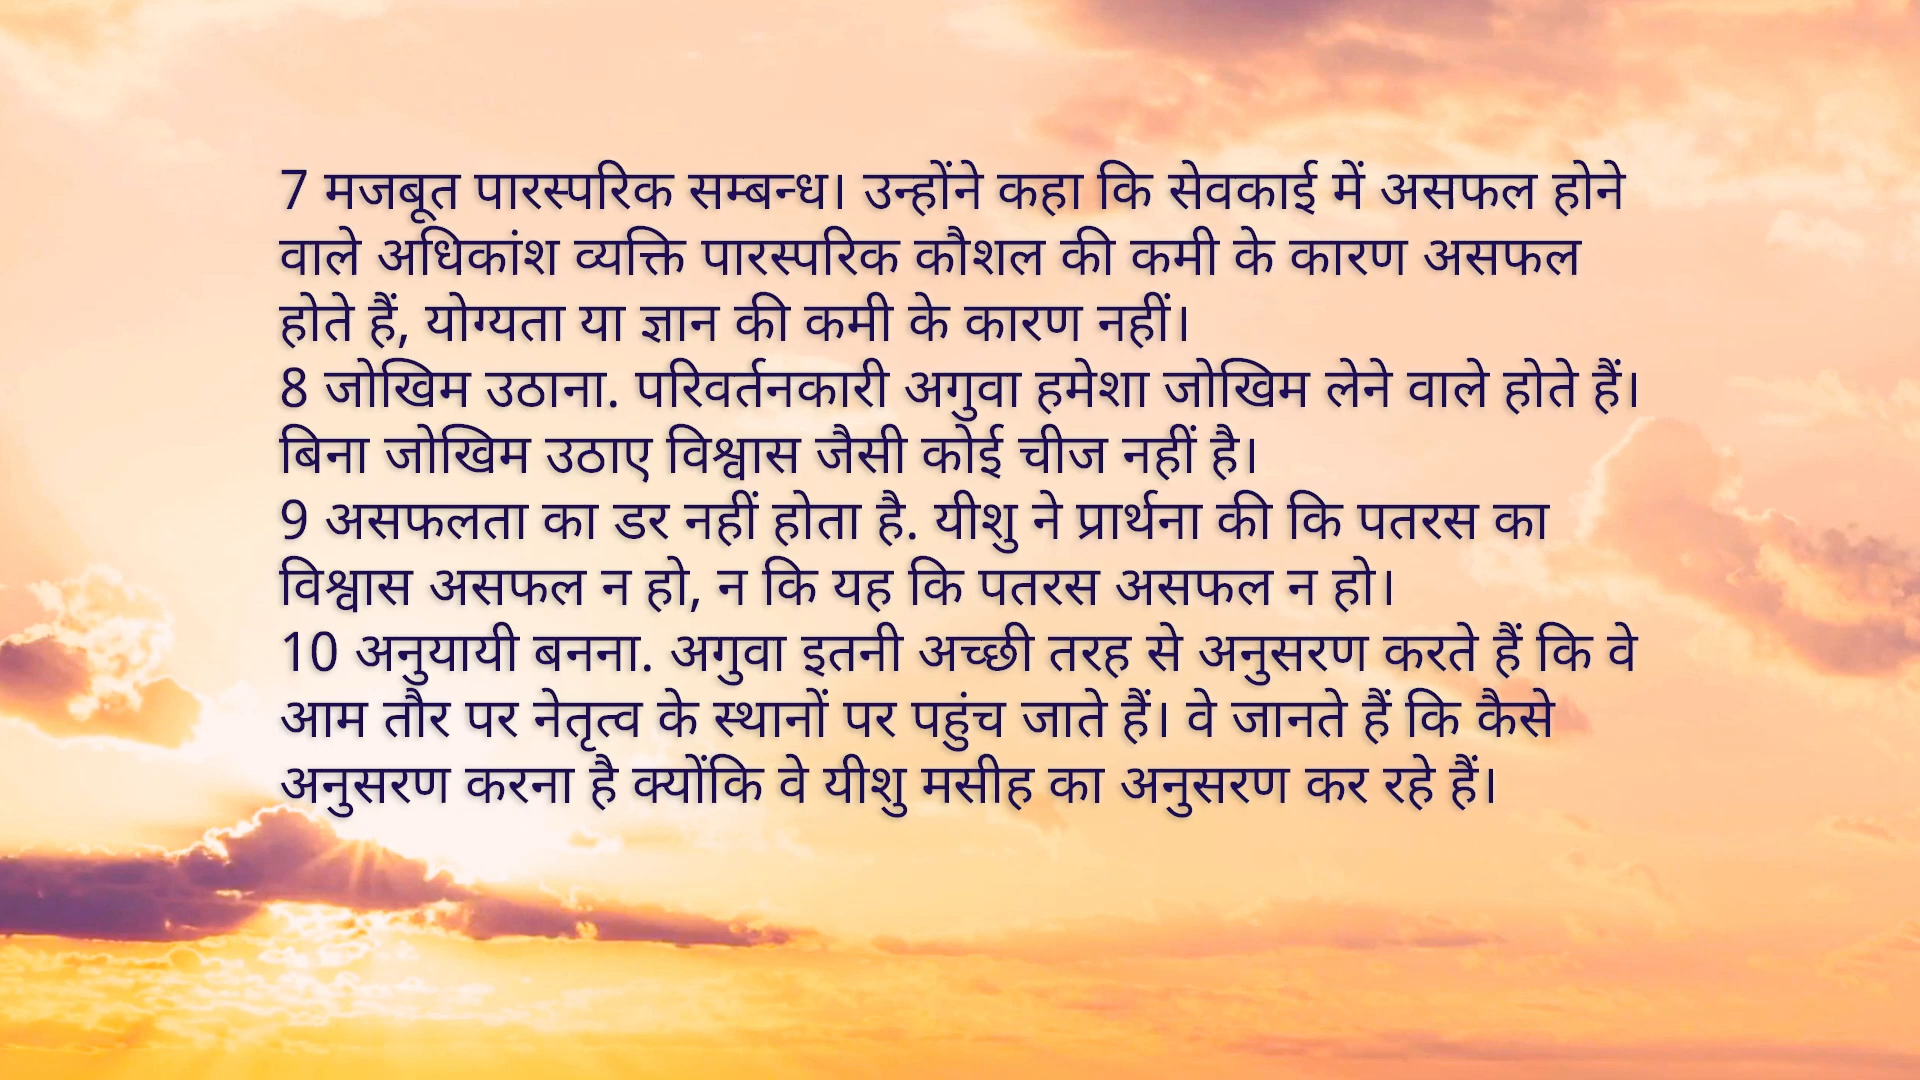 7 मजबूत पारस्परिक सम्बन्ध। उन्होंने कहा कि सेवकाई में असफल होने
वाले अधिकांश व्यक्ति पारस्परिक कौशल की कमी के कारण असफल
होते हैं, योग्यता या ज्ञान की कमी के कारण नहीं।
8 जोखिम उठाना. परिवर्तनकारी अगुवा हमेशा जोखिम लेने वाले होते हैं।
बिना जोखिम उठाए विश्वास जैसी कोई चीज नहीं है।
9 असफलता का डर नहीं होता है. यीशु ने प्रार्थना की कि पतरस का
विश्वास असफल न हो, न कि यह कि पतरस असफल न हो।
10 अनुयायी बनना. अगुवा इतनी अच्छी तरह से अनुसरण करते हैं कि वे
आम तौर पर नेतृत्व के स्थानों पर पहुंच जाते हैं। वे जानते हैं कि कैसे
अनुसरण करना है क्योंकि वे यीशु मसीह का अनुसरण कर रहे हैं।